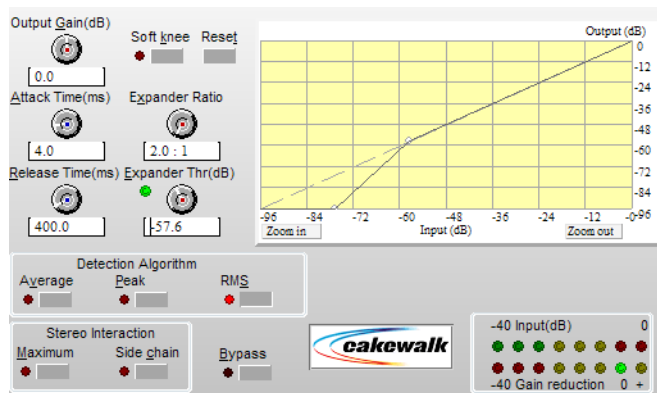 Output Gain(dB)
Soft knee Reset
0.0
Attack Time(ms) Expander Ratio
4.0 2.0 : 1
Release Time(ms) Expander Thr(dB)
400.0 -57.6
Output (dB)
0
-12
-24
-36
-48
-60
-72
-84
-96 -84 -72 -60 -48 -36 -24 -12 0 -96
Zoom in Input (dB) Zoom out
Detection Algorithm
Average Peak RMS
Stereo Interaction
Maximum Side chain Bypass
cakewalk
-40 Input(dB) 0
-40 Gain reduction 0 +